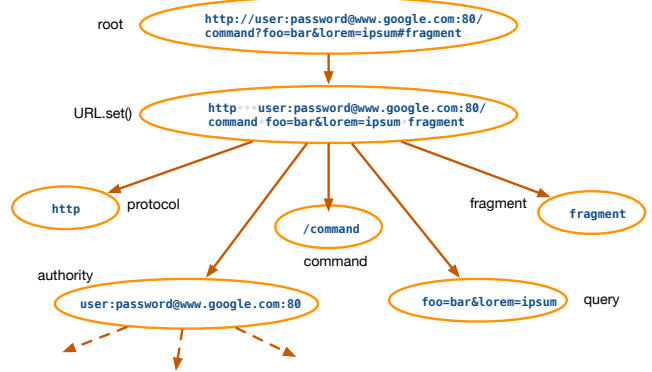 root
http://user:password@www.google.com:80/
command?foo=bar&lorem=ipsum#fragment
URL.set()
http···user:password@www.google.com:80/
command·foo=bar&lorem=ipsum·fragment
http
protocol
/command
command
fragment
fragment
authority
user:password@www.google.com:80
foo=bar&lorem=ipsum
query